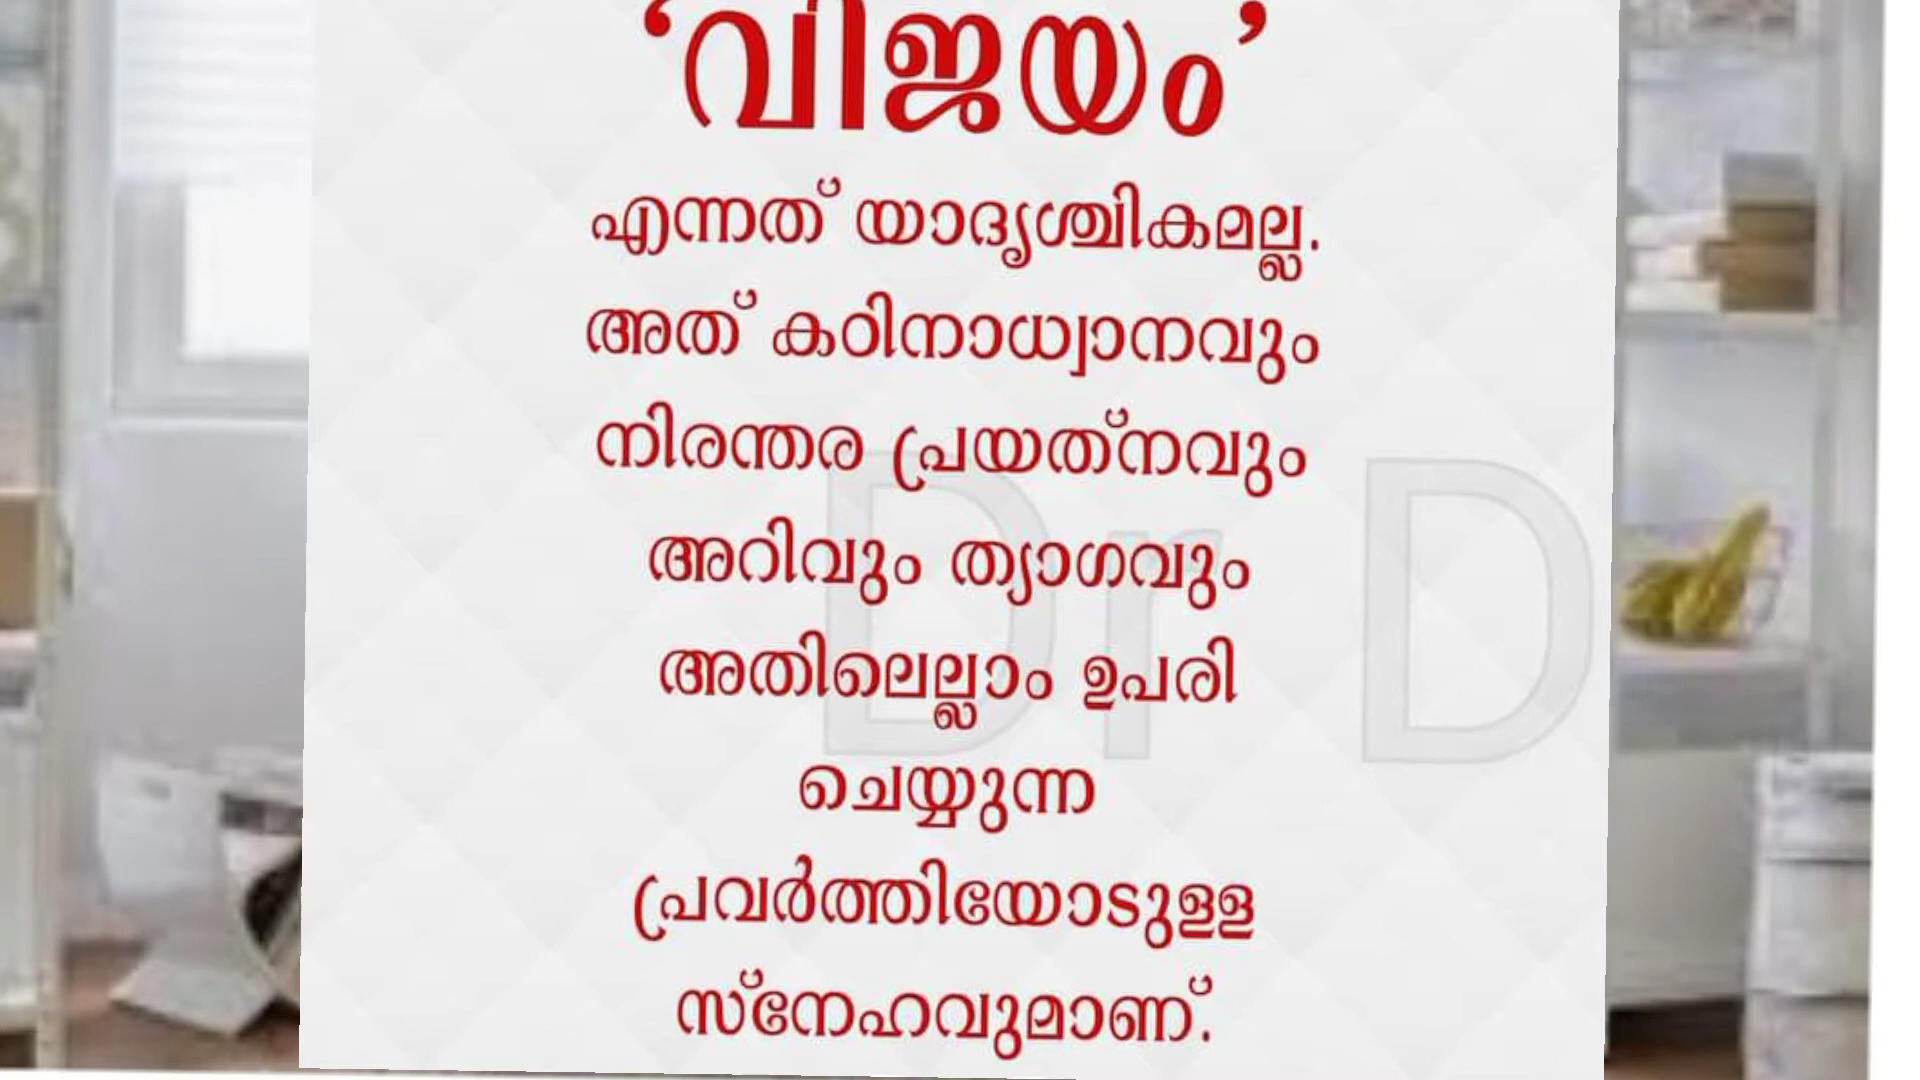 ‘വിജയം’
എന്നത് യാദൃശ്ചികമല്ല.
അത് കഠിനാധ്വാനവും
നിരന്തര പ്രയത്നവും
അറിവും ത്യാഗവും
അതിലെല്ലാം ഉപരി
ചെയ്യുന്ന
പ്രവർത്തിയോടുള്ള
സ്നേഹവുമാണ്.
Dr D